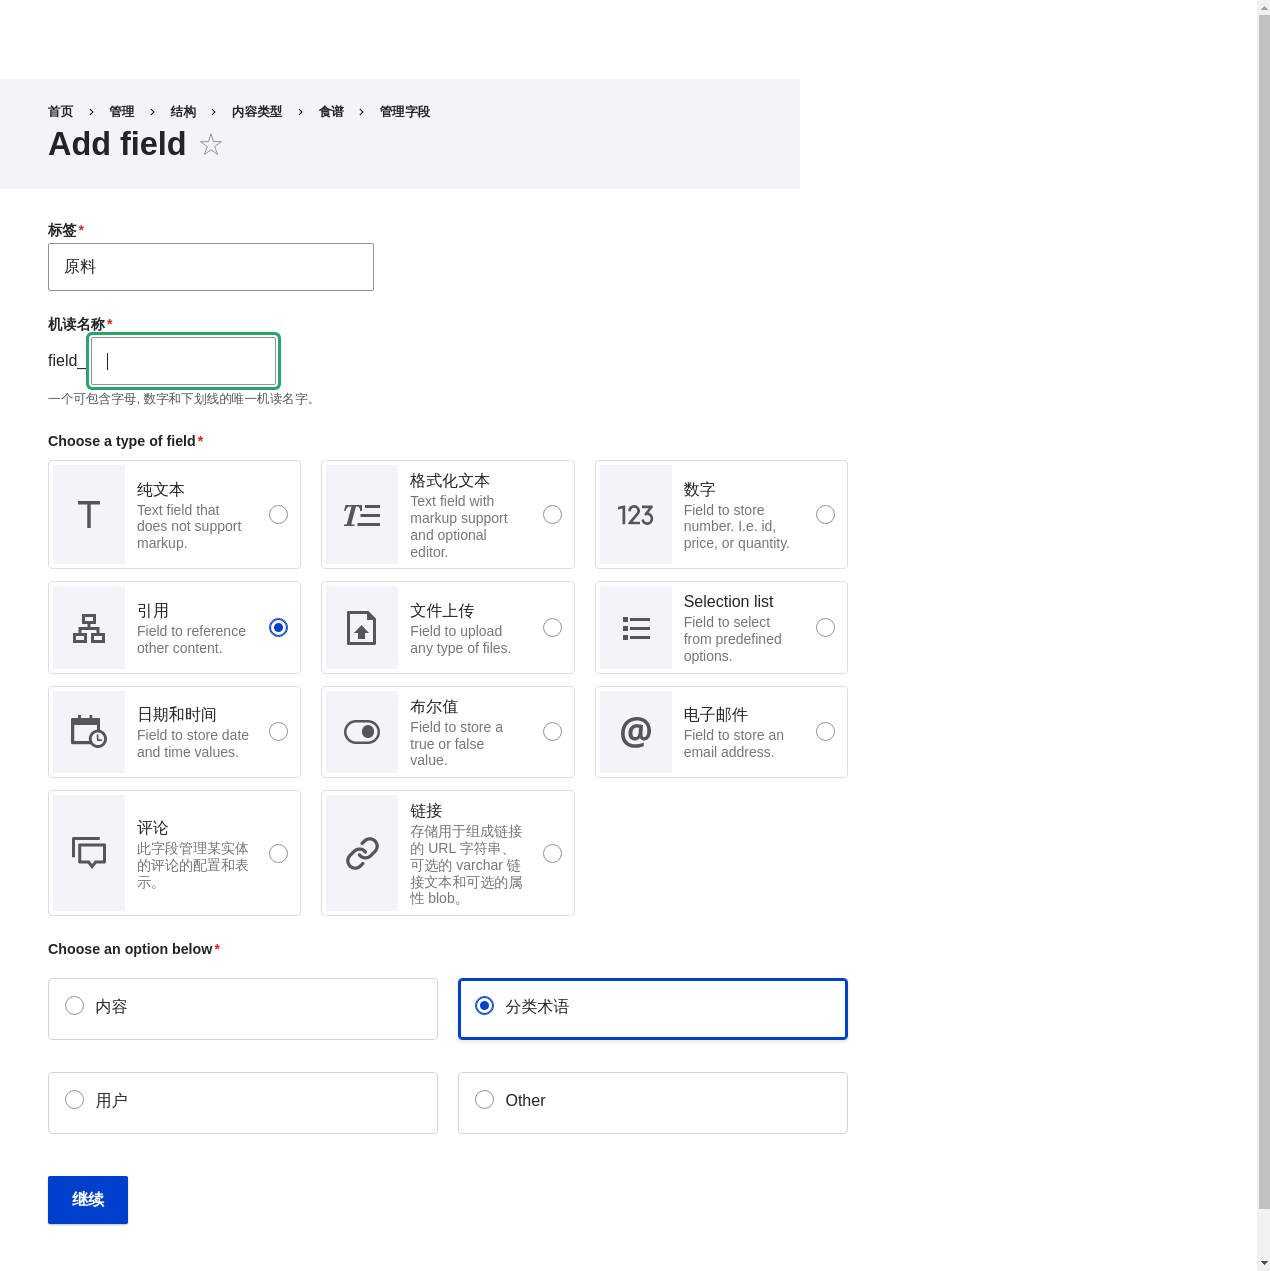 首页 › 管理 › 结构 › 内容类型 › 食谱 › 管理字段
Add field ☆
标签*
原料
机读名称*
field_
一个可包含字母, 数字和下划线的唯一机读名字。
Choose a type of field*
纯文本
Text field that
does not support
markup.
格式化文本
Text field with
markup support
and optional
editor.
123
数字
Field to store
number. I.e. id,
price, or quantity.
引用
Field to reference
other content.
文件上传
Field to upload
any type of files.
Selection list
Field to select
from predefined
options.
日期和时间
Field to store date
and time values.
布尔值
Field to store a
true or false
value.
@
电子邮件
Field to store an
email address.
评论
此字段管理某实体
的评论的配置和表
示。
链接
存储用于组成链接
的 URL 字符串、
可选的 varchar 链
接文本和可选的属
性 blob。
Choose an option below*
内容
分类术语
用户
Other
继续